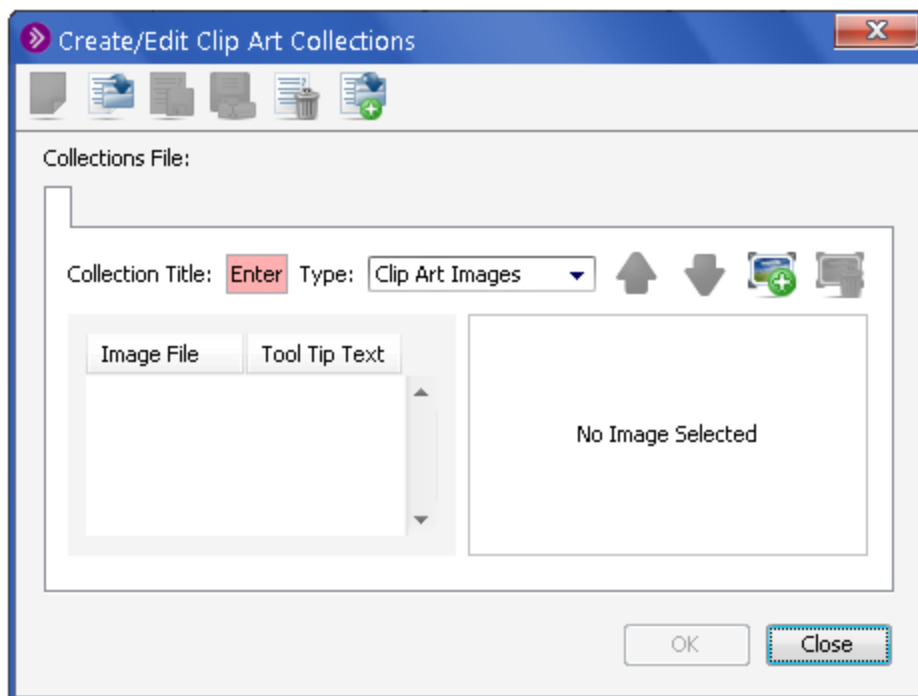 Create/Edit Clip Art Collections
Collections File:
Collection Title: Enter Type: Clip Art Images
Image File Tool Tip Text
No Image Selected
OK Close